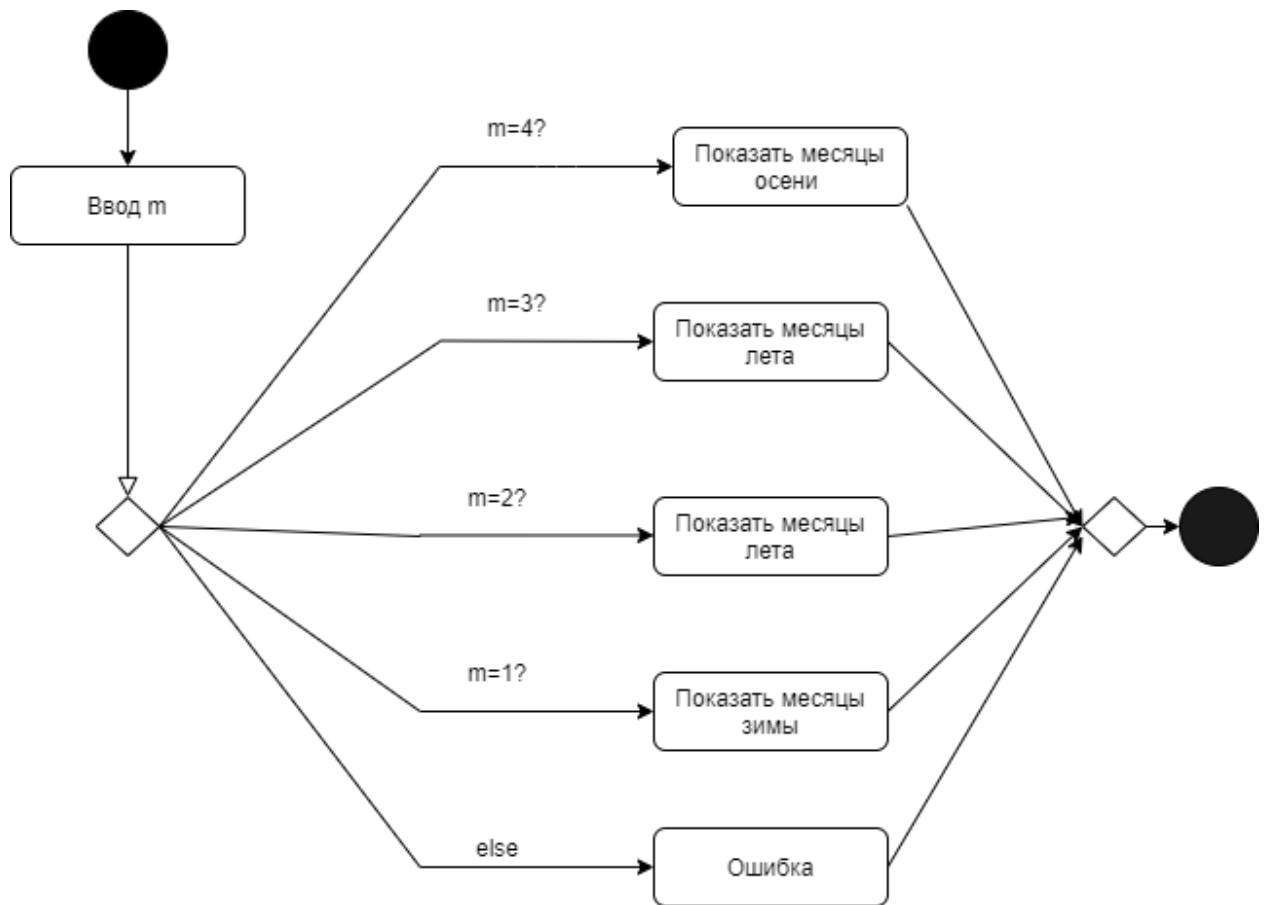 m=4?
Показать месяцы
осени
Ввод m
m=3?
Показать месяцы
лета
m=2?
Показать месяцы
лета
m=1?
Показать месяцы
зимы
else
Ошибка